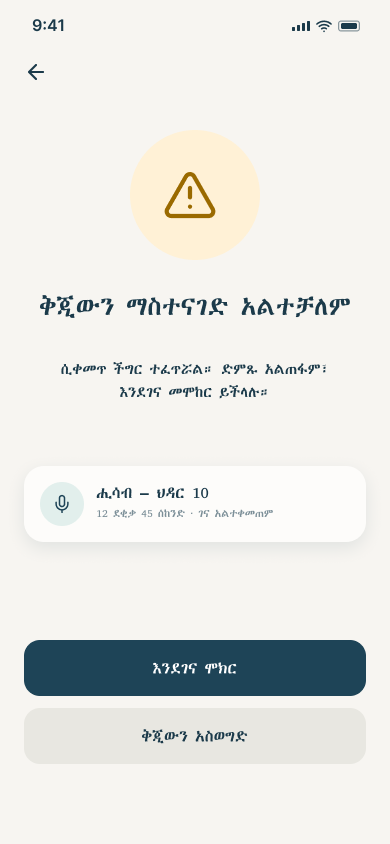 9:41
ቅጂውን ማስተናገድ አልተቻለም
ሲቀመጥ ችግር ተፈጥሯል። ድምጹ አልጠፋም፣
እንደገና መሞከር ይችላሉ።
ሒሳብ – ህዳር 10
12 ደቂቃ 45 ሰከንድ · ገና አልተቀመጠም
እንደገና ሞክር
ቅጂውን አስወግድ